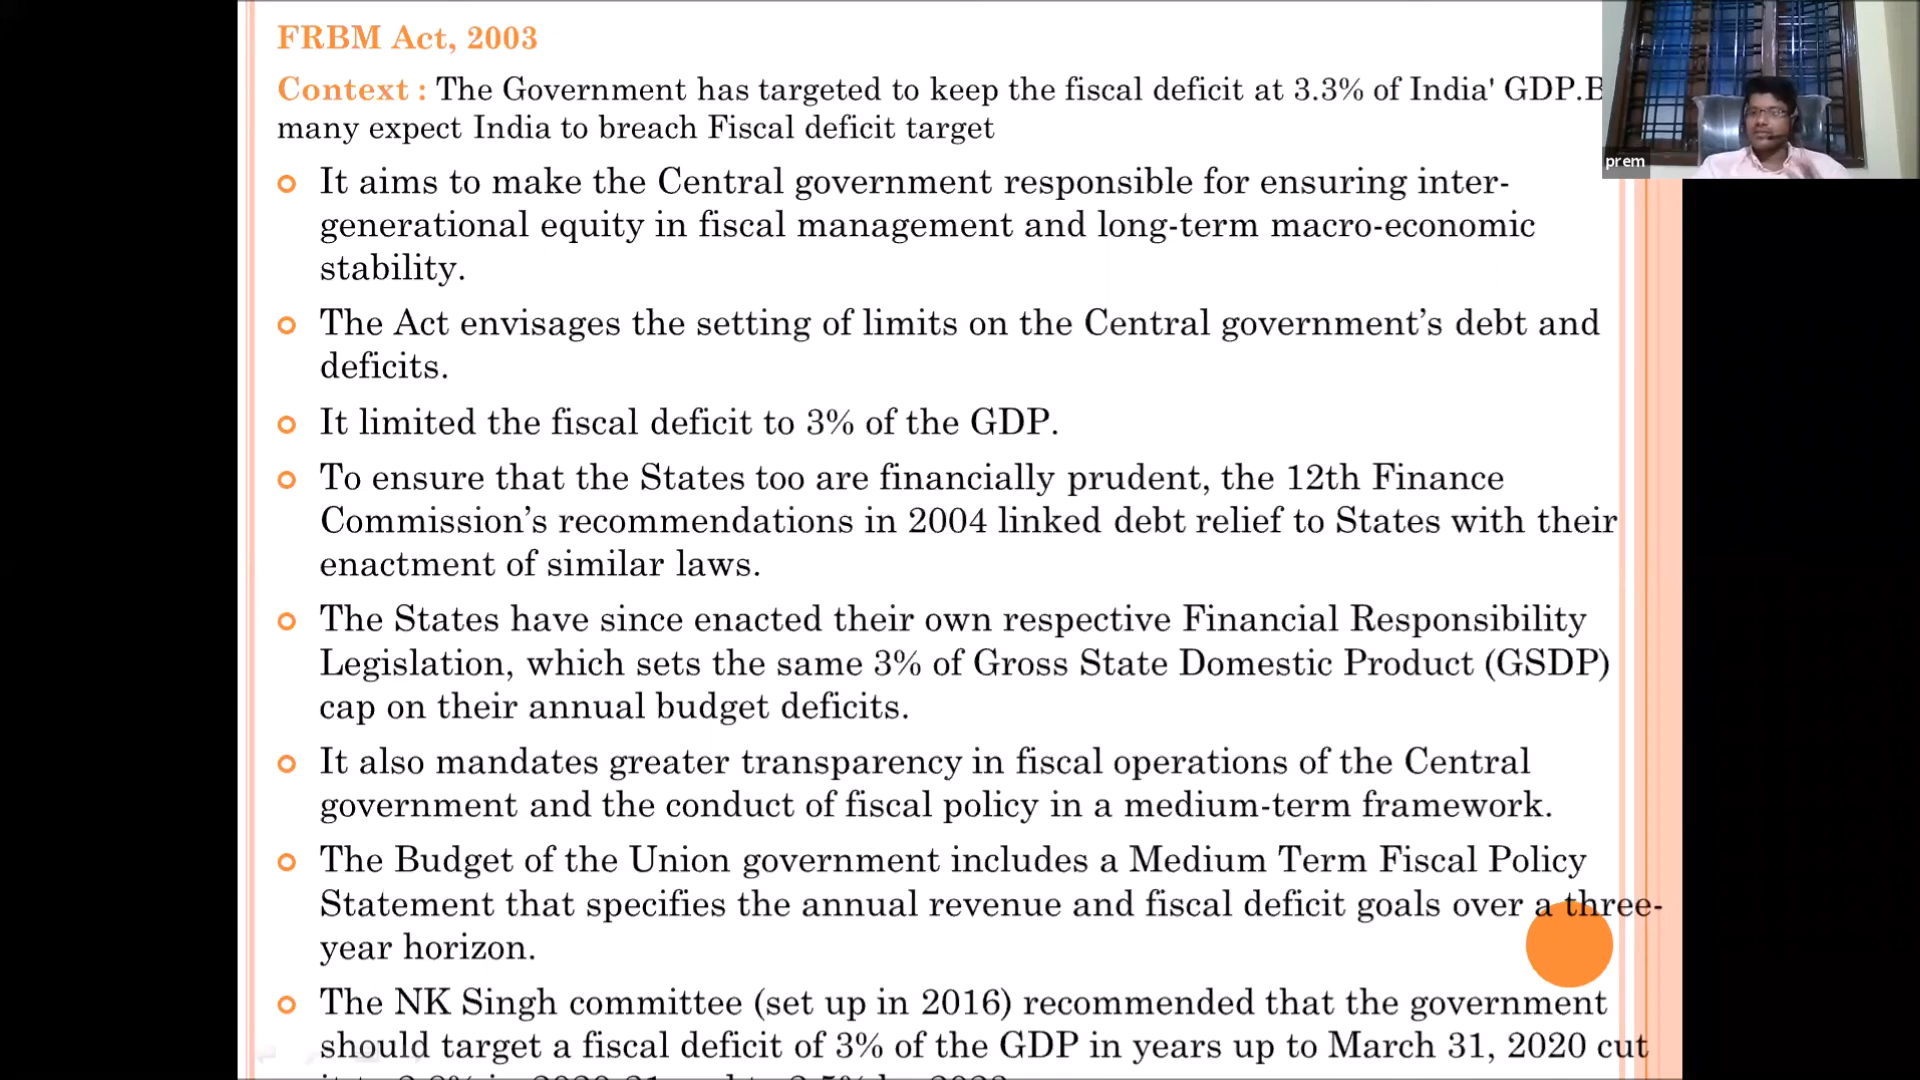 FRBM Act, 2003
Context : The Government has targeted to keep the fiscal deficit at 3.3% of India' GDP.B
many expect India to breach Fiscal deficit target
prem
It aims to make the Central government responsible for ensuring inter-
generational equity in fiscal management and long-term macro-economic
stability.
The Act envisages the setting of limits on the Central government’s debt and
deficits.
It limited the fiscal deficit to 3% of the GDP.
To ensure that the States too are financially prudent, the 12th Finance
Commission’s recommendations in 2004 linked debt relief to States with their
enactment of similar laws.
The States have since enacted their own respective Financial Responsibility
Legislation, which sets the same 3% of Gross State Domestic Product (GSDP)
cap on their annual budget deficits.
It also mandates greater transparency in fiscal operations of the Central
government and the conduct of fiscal policy in a medium-term framework.
The Budget of the Union government includes a Medium Term Fiscal Policy
Statement that specifies the annual revenue and fiscal deficit goals over a three-
year horizon.
The NK Singh committee (set up in 2016) recommended that the government
should target a fiscal deficit of 3% of the GDP in years up to March 31, 2020 cut